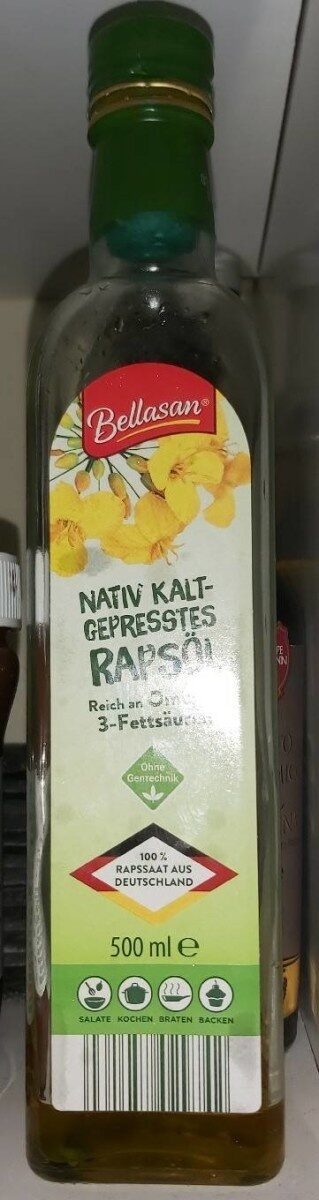 Bellasan®
NATIV KALT-
GEPRESSTES
RAPSÖL
Reich an
3-Fettsäuren
Ohne
Gentechnik
100 %
RAPSSAAT AUS
DEUTSCHLAND
500 ml e
SALATE KOCHEN BRATEN BACKEN